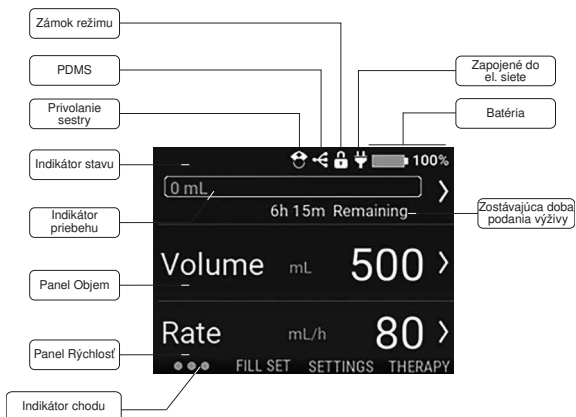 Zámok režimu
PDMS
Zapojené do
el. siete
Privolanie
sestry
Batéria
Indikátor stavu
100%
0 mL
6h 15m Remaining
Zostávajúca doba
podania výživy
Indikátor
priebehu
Volume mL 500
Panel Objem
Rate mL/h 80
Panel Rýchlosť
FILL SET SETTINGS THERAPY
Indikátor chodu